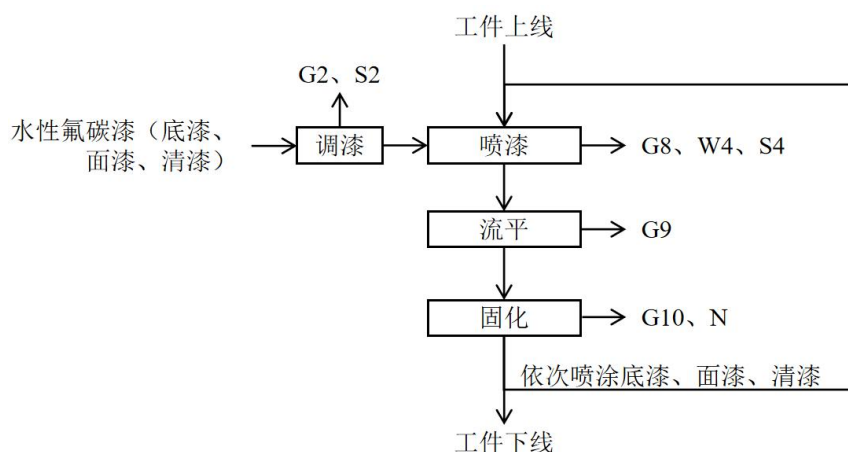 工件上线
G2、S2
水性氟碳漆（底漆、
面漆、清漆）
调漆
喷漆
G8、W4、S4
流平
G9
固化
G10、N
依次喷涂底漆、面漆、清漆
工件下线